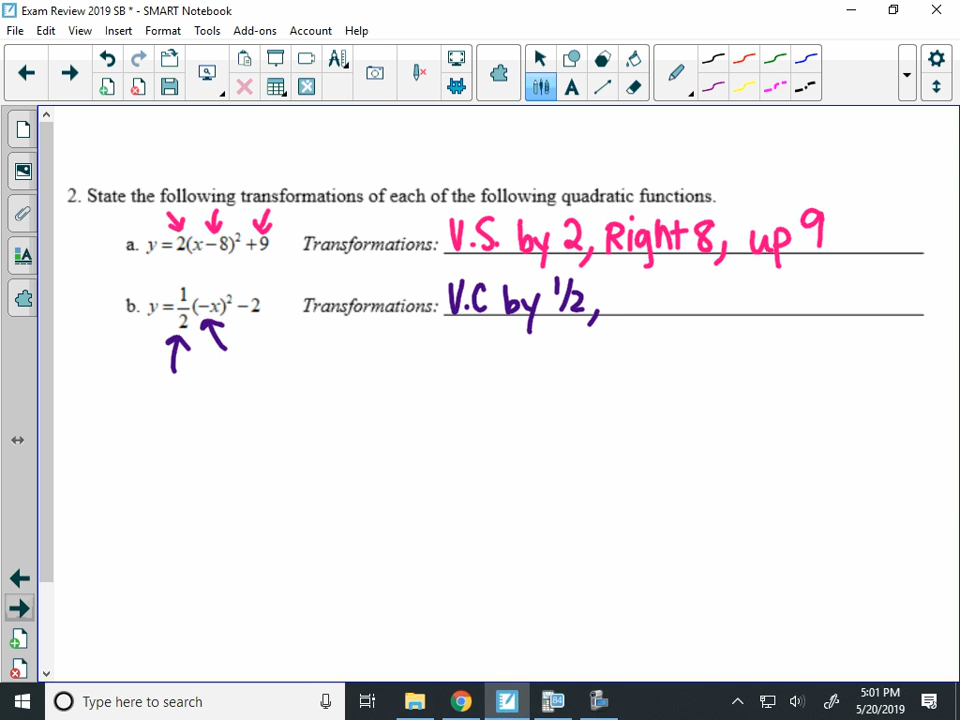 Exam Review 2019 SB * - SMART Notebook
File Edit View Insert Format Tools Add-ons Account Help
2. State the following transformations of each of the following quadratic functions.
a. y = 2(x − 8)² + 9 Transformations: V.S. by 2, Right 8, up 9
b. y = 1/2 (−x)² − 2 Transformations: V.C by 1/2,
Type here to search
84
5:01 PM
5/20/2019